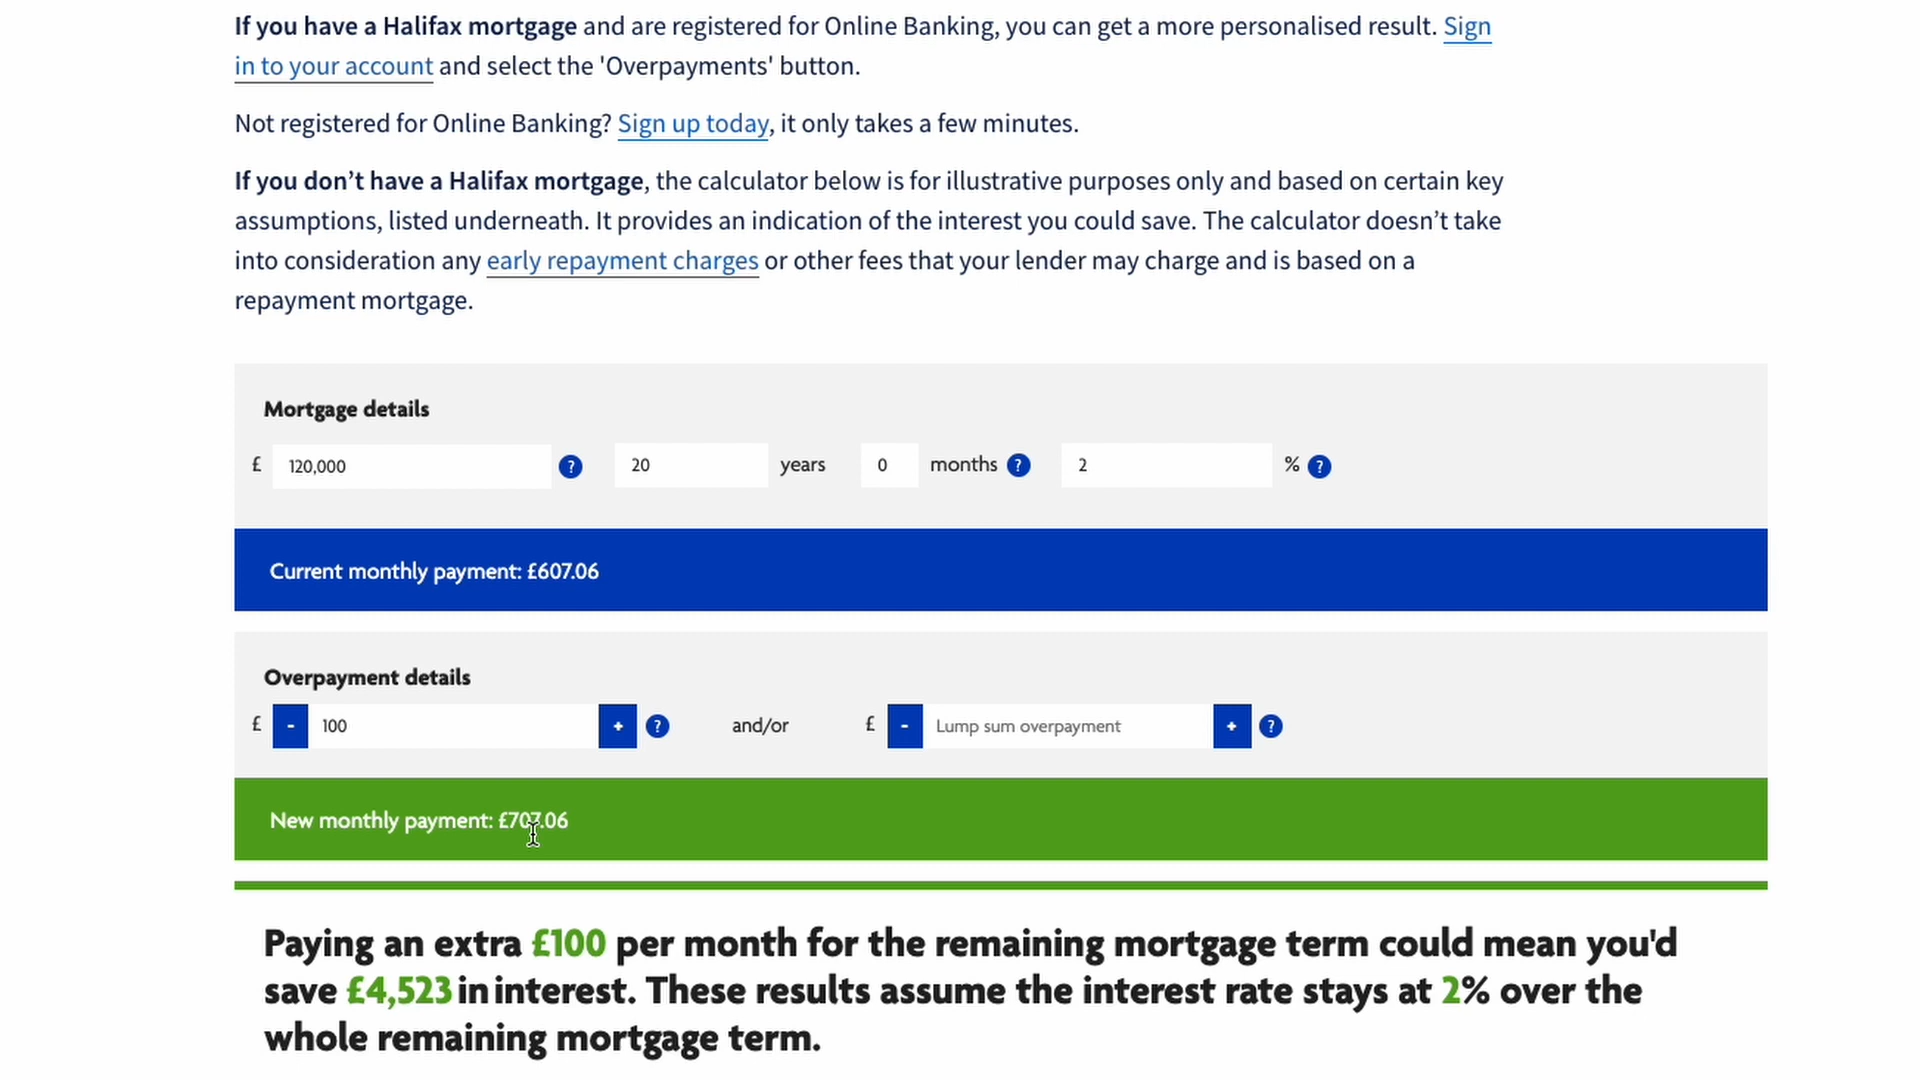 If you have a Halifax mortgage and are registered for Online Banking, you can get a more personalised result. Sign
in to your account and select the 'Overpayments' button.
Not registered for Online Banking? Sign up today, it only takes a few minutes.
If you don’t have a Halifax mortgage, the calculator below is for illustrative purposes only and based on certain key
assumptions, listed underneath. It provides an indication of the interest you could save. The calculator doesn’t take
into consideration any early repayment charges or other fees that your lender may charge and is based on a
repayment mortgage.
Mortgage details
£ 120,000 ? 20 years 0 months ? 2 % ?
Current monthly payment: £607.06
Overpayment details
£ - 100 + ? and/or £ - Lump sum overpayment + ?
New monthly payment: £707.06
Paying an extra £100 per month for the remaining mortgage term could mean you'd
save £4,523 in interest. These results assume the interest rate stays at 2% over the
whole remaining mortgage term.